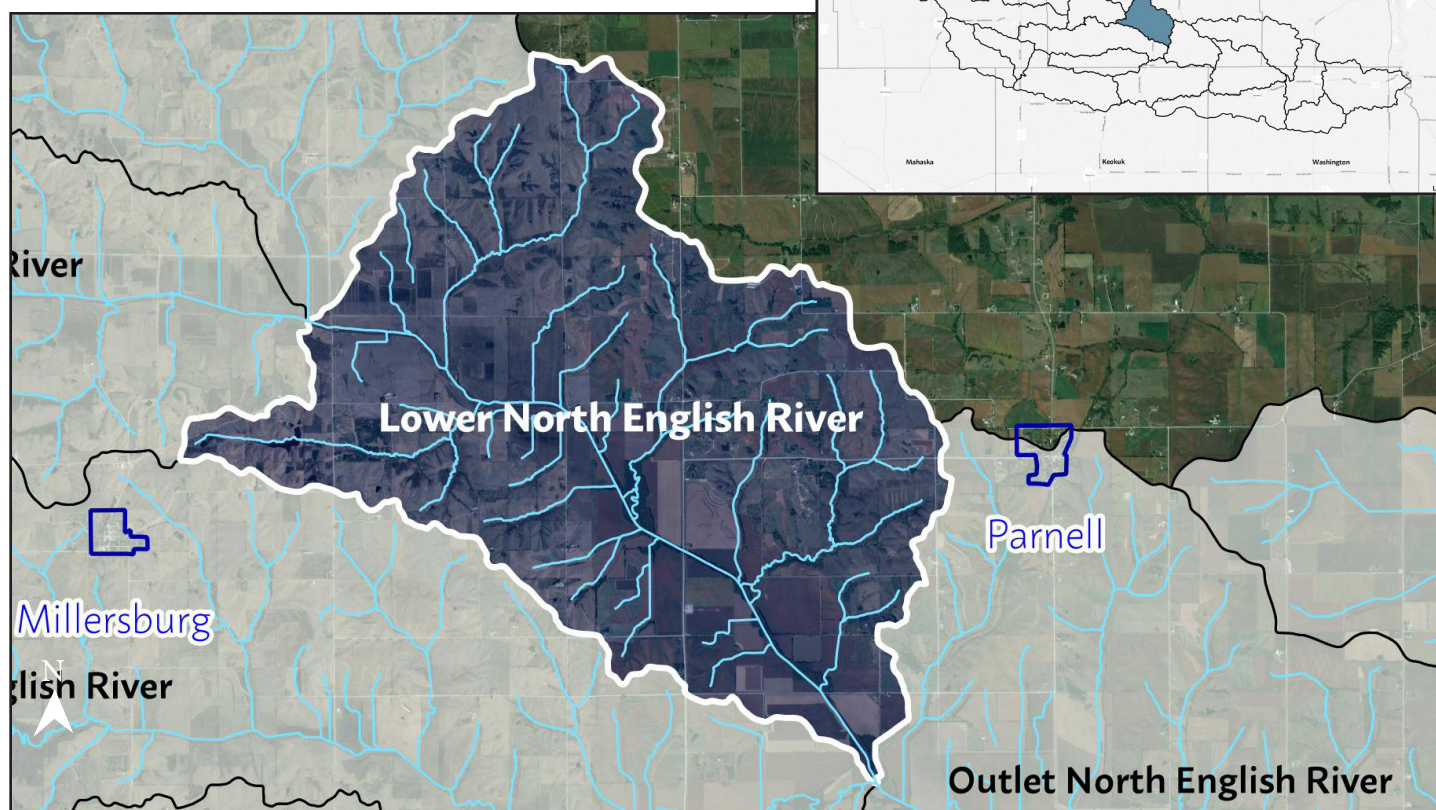 Mahaska
Keokuk
Washington
River
Lower North English River
Parnell
Millersburg
N
glish River
Outlet North English River